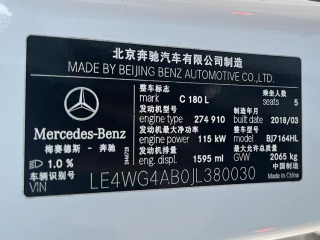 北京奔驰汽车有限公司制造
MADE BY BEIJING BENZ AUTOMOTIVE CO.,LTD.
整车标志 乘坐人数
mark C 180 L seats 5
发动机型号 制造年月
engine type 274 910 built date 2018/03
发动机最大净功率 整车型号
engine power 115 kW model BJ7164HL
发动机排量 最大允许总质量
eng. displ. 1595 ml GVW 2065 kg
中国制造
Mercedes-Benz
梅赛德斯-奔驰
1.0 %
车辆识别号
VIN LE4WG4AB0JL380030